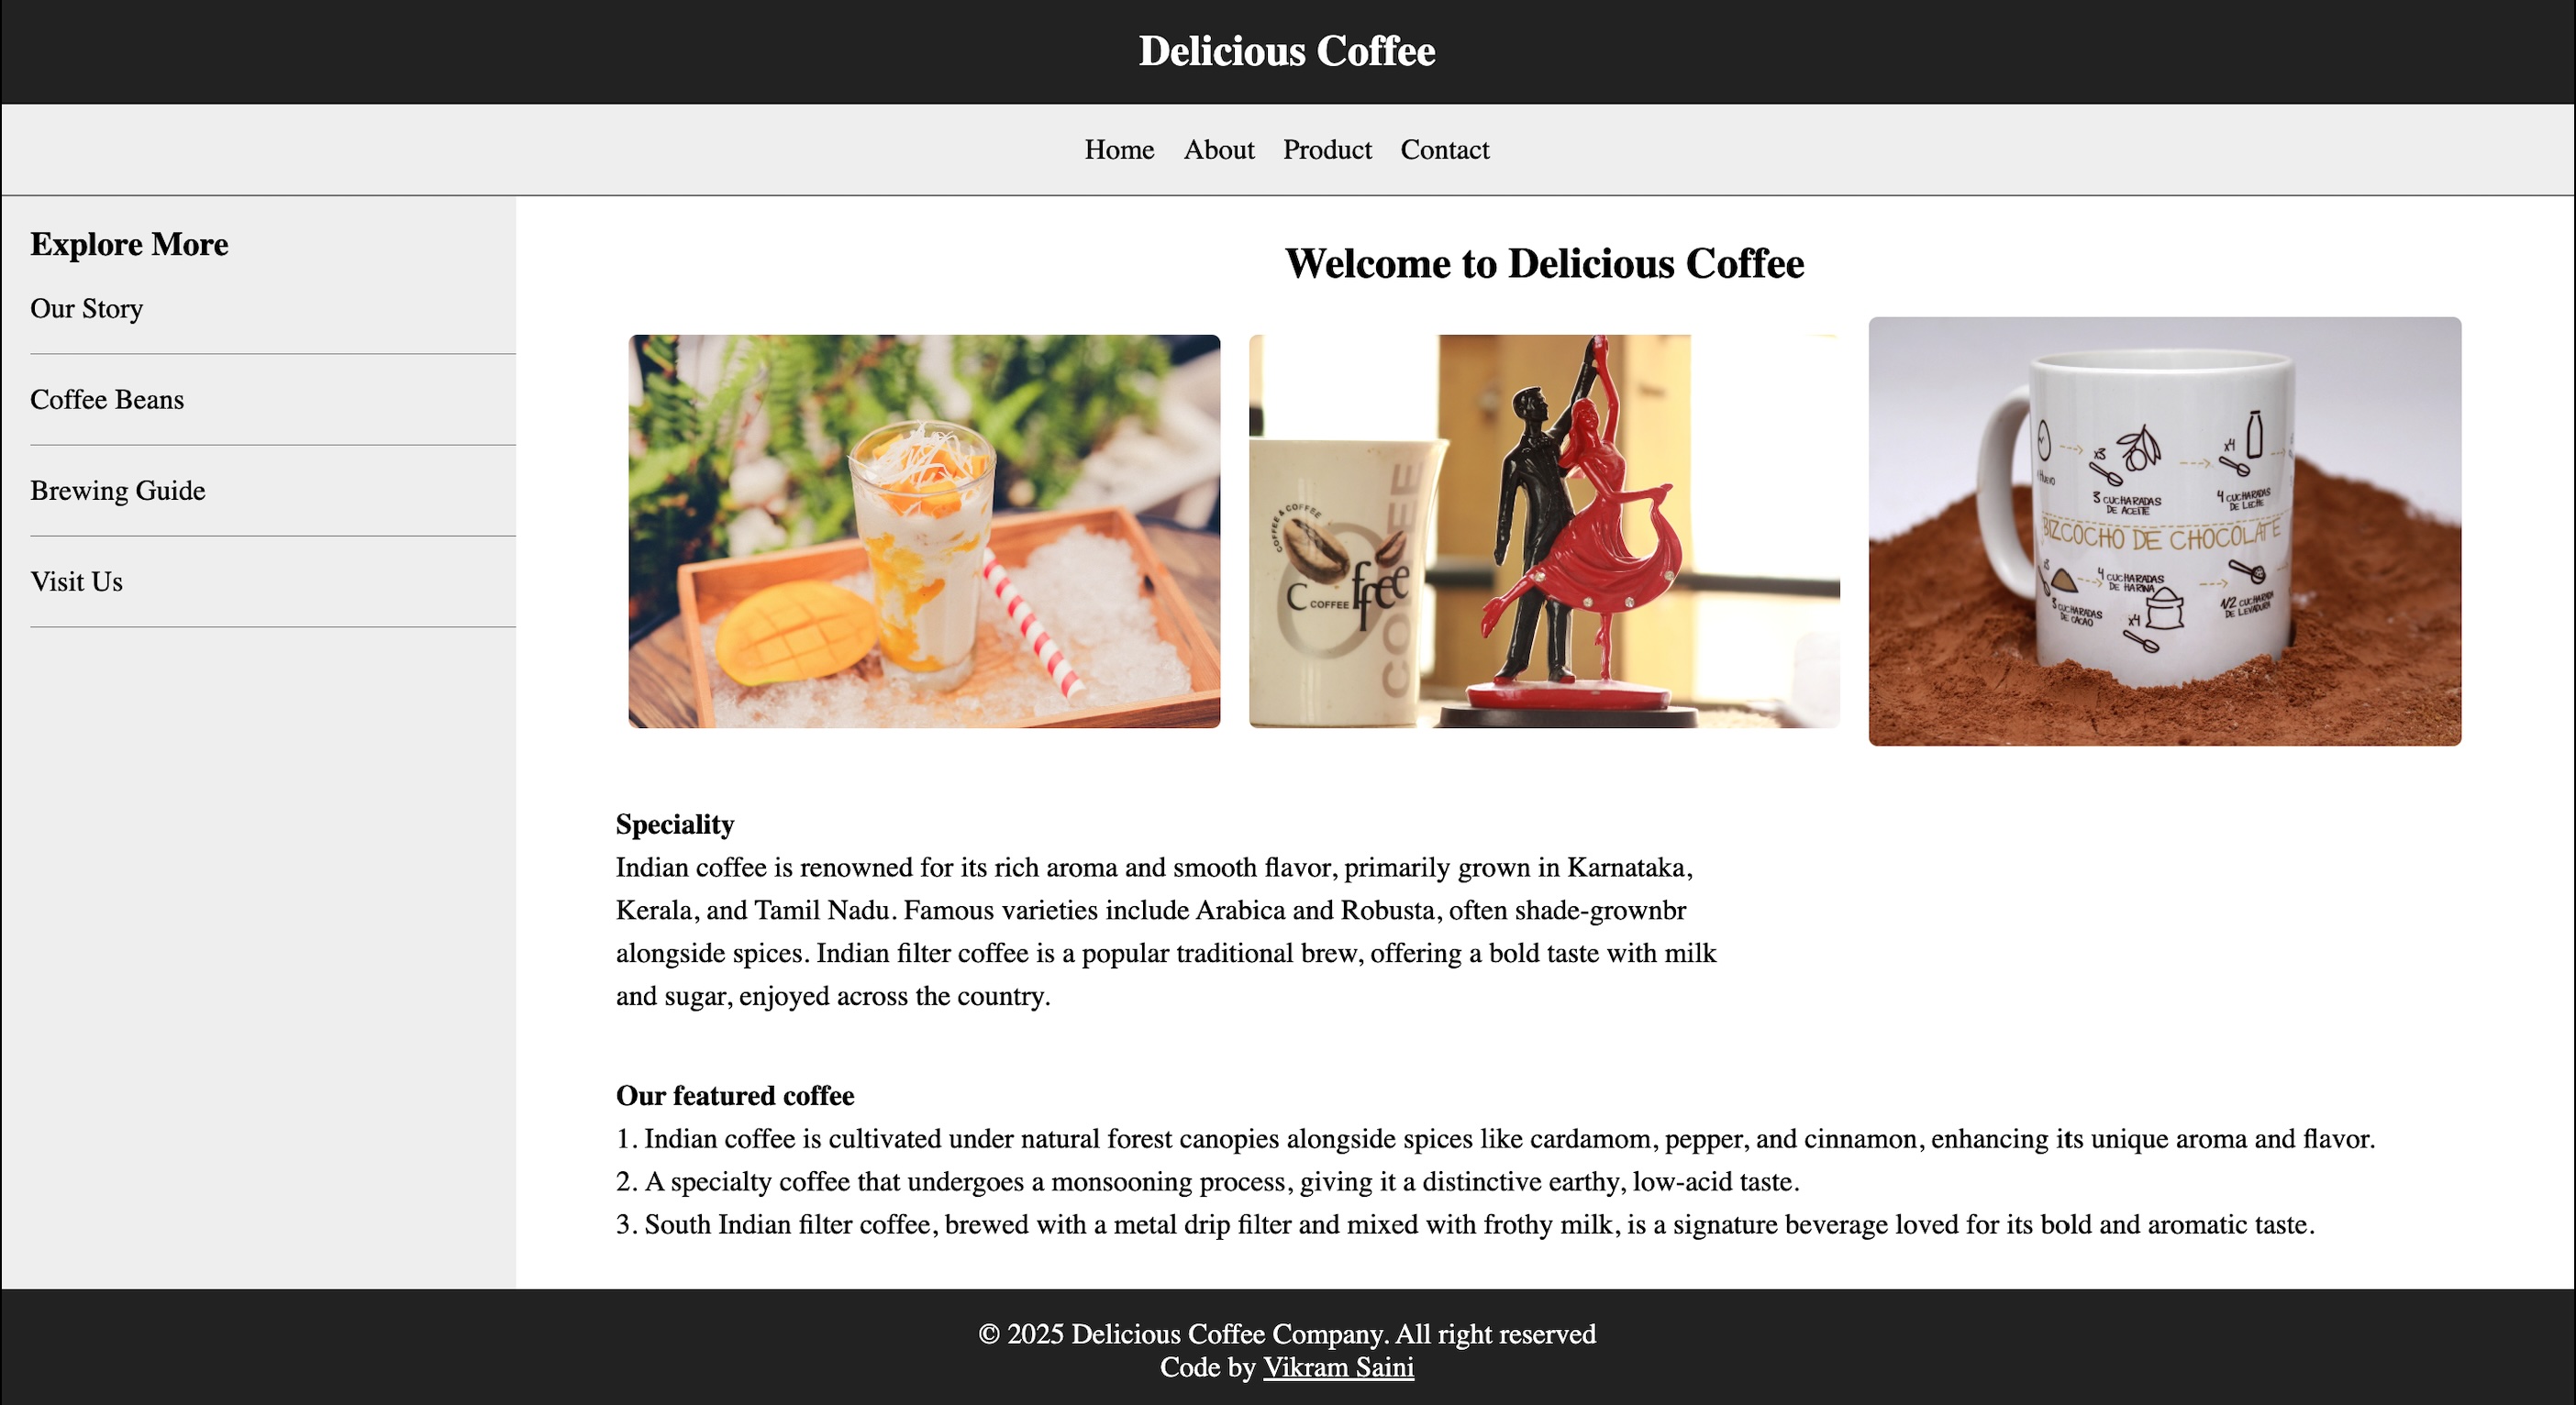 Delicious Coffee
Home About Product Contact
Explore More
Our Story
Coffee Beans
Brewing Guide
Visit Us
Welcome to Delicious Coffee
COFFEE & COFFEE
Coffee
COFFEE
COFFEE
x3
x4
3 CUCHARADAS
DE ACEITE
4 CUCHARADAS
DE LECHE
BIZCOCHO DE CHOCOLATE
4 CUCHARADAS
DE HARINA
3 CUCHARADAS
DE CACAO
x4
1/2 CUCHARADA
DE LEVADURA
Speciality
Indian coffee is renowned for its rich aroma and smooth flavor, primarily grown in Karnataka,
Kerala, and Tamil Nadu. Famous varieties include Arabica and Robusta, often shade-grownbr
alongside spices. Indian filter coffee is a popular traditional brew, offering a bold taste with milk
and sugar, enjoyed across the country.
Our featured coffee
1. Indian coffee is cultivated under natural forest canopies alongside spices like cardamom, pepper, and cinnamon, enhancing its unique aroma and flavor.
2. A specialty coffee that undergoes a monsooning process, giving it a distinctive earthy, low-acid taste.
3. South Indian filter coffee, brewed with a metal drip filter and mixed with frothy milk, is a signature beverage loved for its bold and aromatic taste.
© 2025 Delicious Coffee Company. All right reserved
Code by Vikram Saini